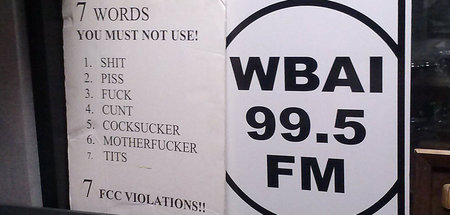 7 WORDS
YOU MUST NOT USE!
1. SHIT
2. PISS
3. FUCK
4. CUNT
5. COCKSUCKER
6. MOTHERFUCKER
7. TITS
7 FCC VIOLATIONS!!
WBAI
99.5
FM